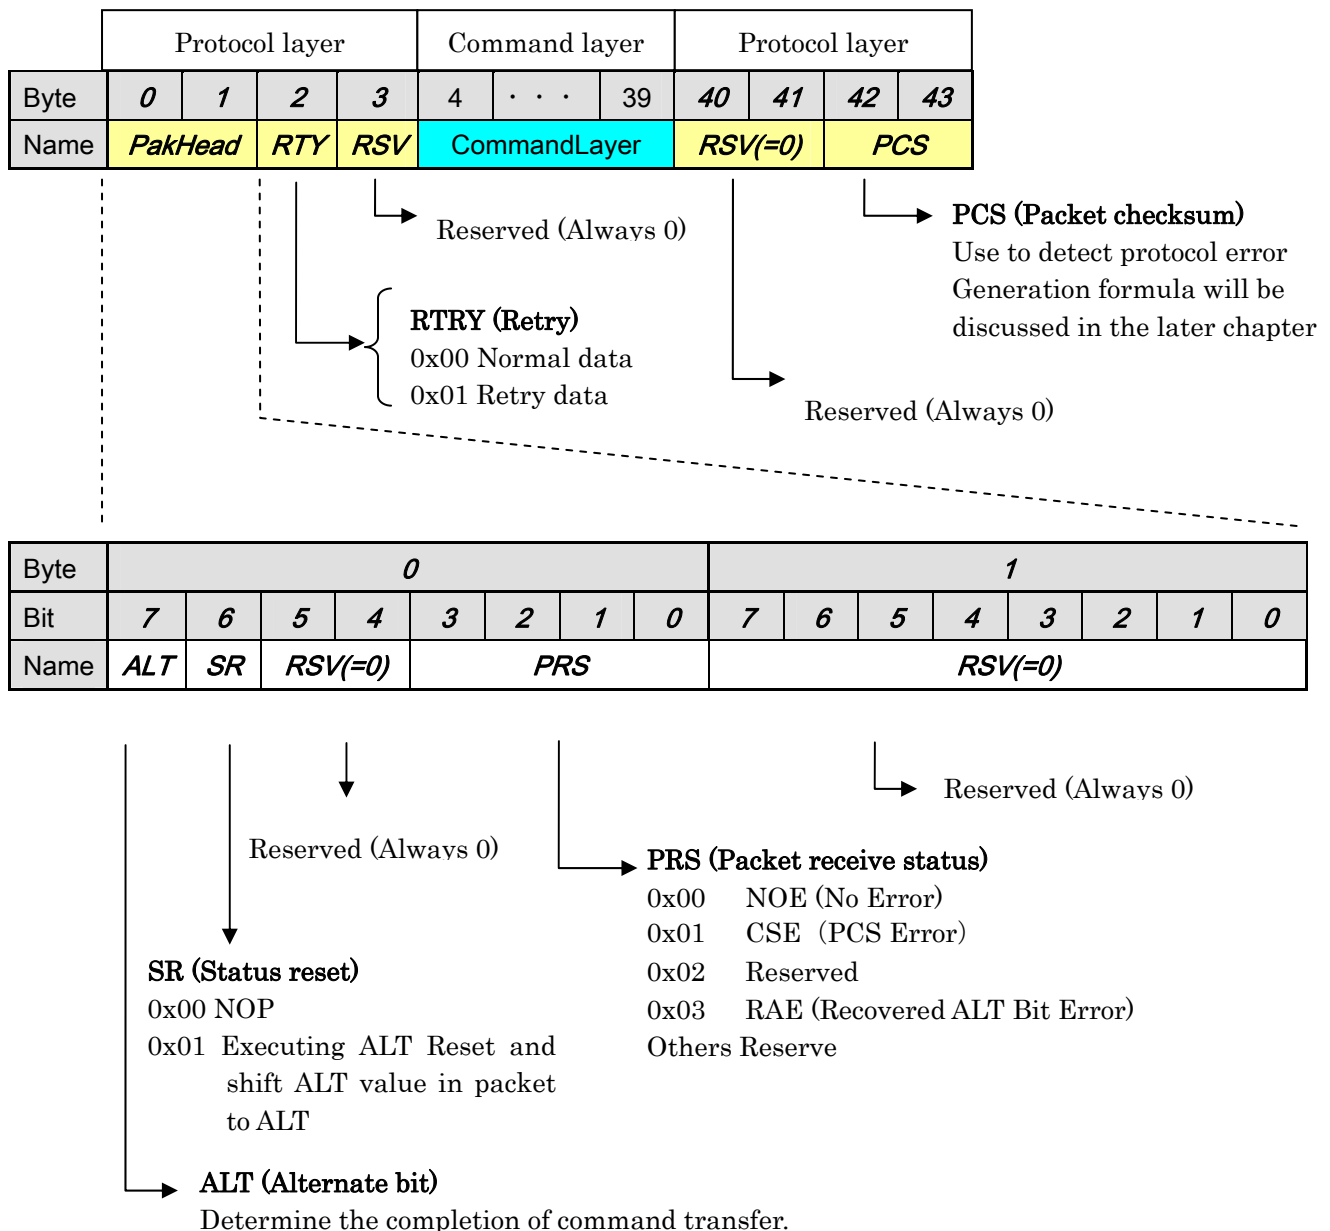 Protocol layer Command layer Protocol layer
Byte 0 1 2 3 4 ・・・ 39 40 41 42 43
Name PakHead RTY RSV CommandLayer RSV(=0) PCS
Reserved (Always 0)
PCS (Packet checksum)
Use to detect protocol error
Generation formula will be
discussed in the later chapter
RTRY (Retry)
0x00 Normal data
0x01 Retry data
Reserved (Always 0)
Byte 0 1
Bit 7 6 5 4 3 2 1 0 7 6 5 4 3 2 1 0
Name ALT SR RSV(=0) PRS RSV(=0)
Reserved (Always 0)
Reserved (Always 0)
PRS (Packet receive status)
0x00 NOE (No Error)
0x01 CSE（PCS Error）
0x02 Reserved
0x03 RAE (Recovered ALT Bit Error)
Others Reserve
SR (Status reset)
0x00 NOP
0x01 Executing ALT Reset and
shift ALT value in packet
to ALT
ALT (Alternate bit)
Determine the completion of command transfer.